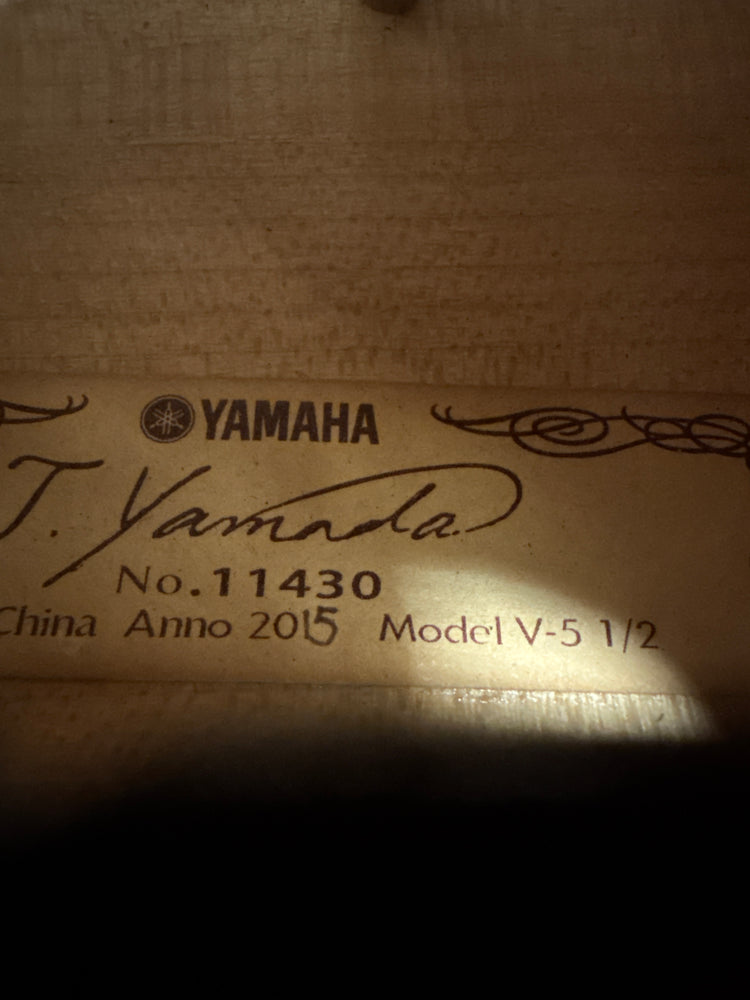 YAMAHA
J. Yamada
No.11430
China Anno 2015 Model V-5 1/2